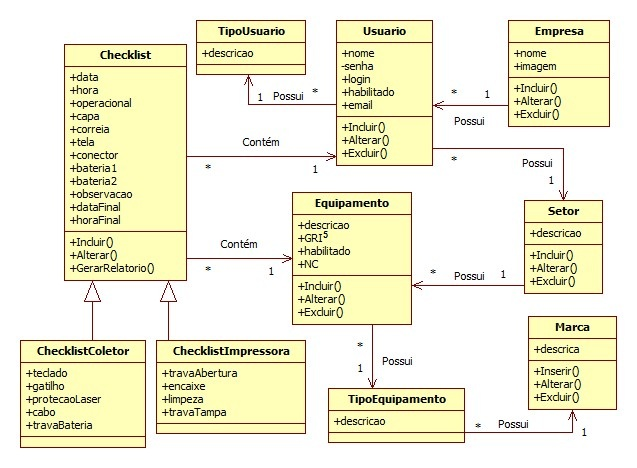 Checklist
+data
+hora
+operacional
+capa
+correia
+tela
+conector
+bateria1
+bateria2
+observacao
+dataFinal
+horaFinal
+Incluir()
+Alterar()
+GerarRelatorio()
TipoUsuario
+descricao
1
Possui
*
Usuario
+nome
-senha
+login
+habilitado
+email
+Incluir()
+Alterar()
+Excluir()
*
1
Possui
Empresa
+nome
+imagem
+Incluir()
+Alterar()
+Excluir()
Contém
*
1
*
Possui
1
Equipamento
+descricao
+GRI5
+habilitado
+NC
+Incluir()
+Alterar()
+Excluir()
Contém
*
1
Setor
+descricao
+Incluir()
+Alterar()
+Excluir()
*
Possui
1
ChecklistColetor
+teclado
+gatilho
+protecaoLaser
+cabo
+travaBateria
ChecklistImpressora
+travaAbertura
+encaixe
+limpeza
+travaTampa
*
1
Possui
TipoEquipamento
+descricao
*
Possui
1
Marca
+descrica
+Inserir()
+Alterar()
+Excluir()